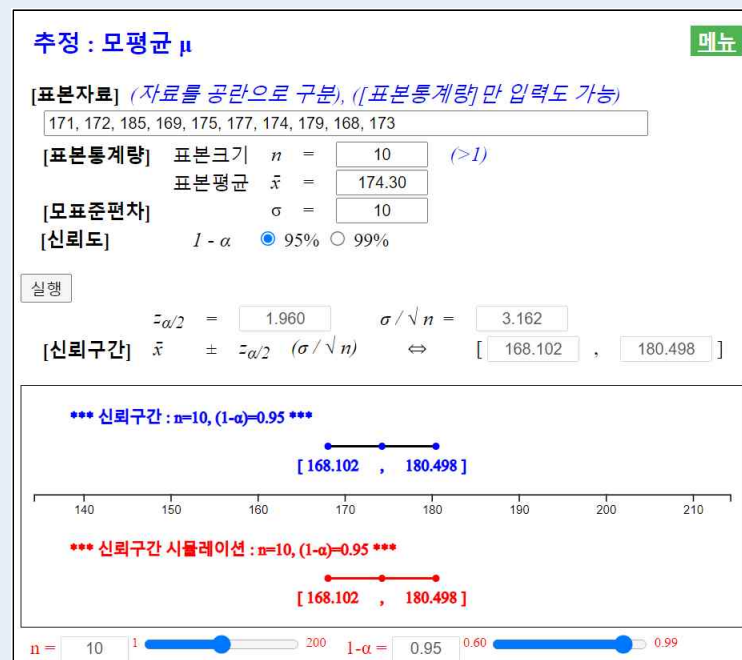 추정 : 모평균 μ
메뉴
[표본자료] (자료를 공란으로 구분), ([표본통계량]만 입력도 가능)
171, 172, 185, 169, 175, 177, 174, 179, 168, 173
[표본통계량] 표본크기 n = 10 (>1)
표본평균 x̄ = 174.30
[모표준편차] σ = 10
[신뢰도] 1 - α 95% 99%
실행
z_{α/2} = 1.960 σ / √ n = 3.162
[신뢰구간] x̄ ± z_{α/2} (σ / √ n) ⇔ [ 168.102 , 180.498 ]
*** 신뢰구간 : n=10, (1-α)=0.95 ***
[ 168.102 , 180.498 ]
140 150 160 170 180 190 200 210
*** 신뢰구간 시뮬레이션 : n=10, (1-α)=0.95 ***
[ 168.102 , 180.498 ]
n = 10 1 200 1-α = 0.95 0.60 0.99